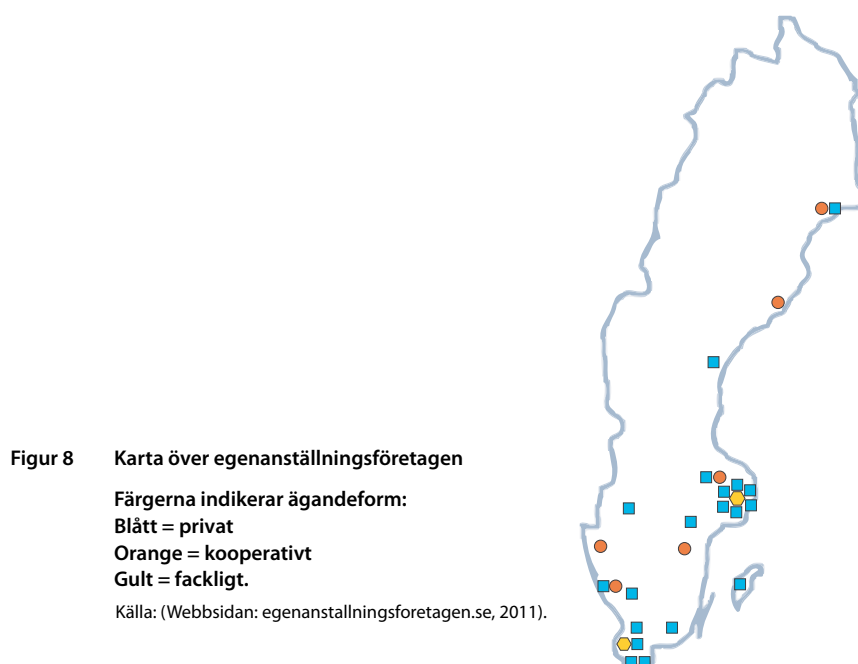 Figur 8 Karta över egenanställningsföretagen
Färgerna indikerar ägandeform:
Blått = privat
Orange = kooperativt
Gult = fackligt.
Källa: (Webbsidan: egenanstallningsforetagen.se, 2011).